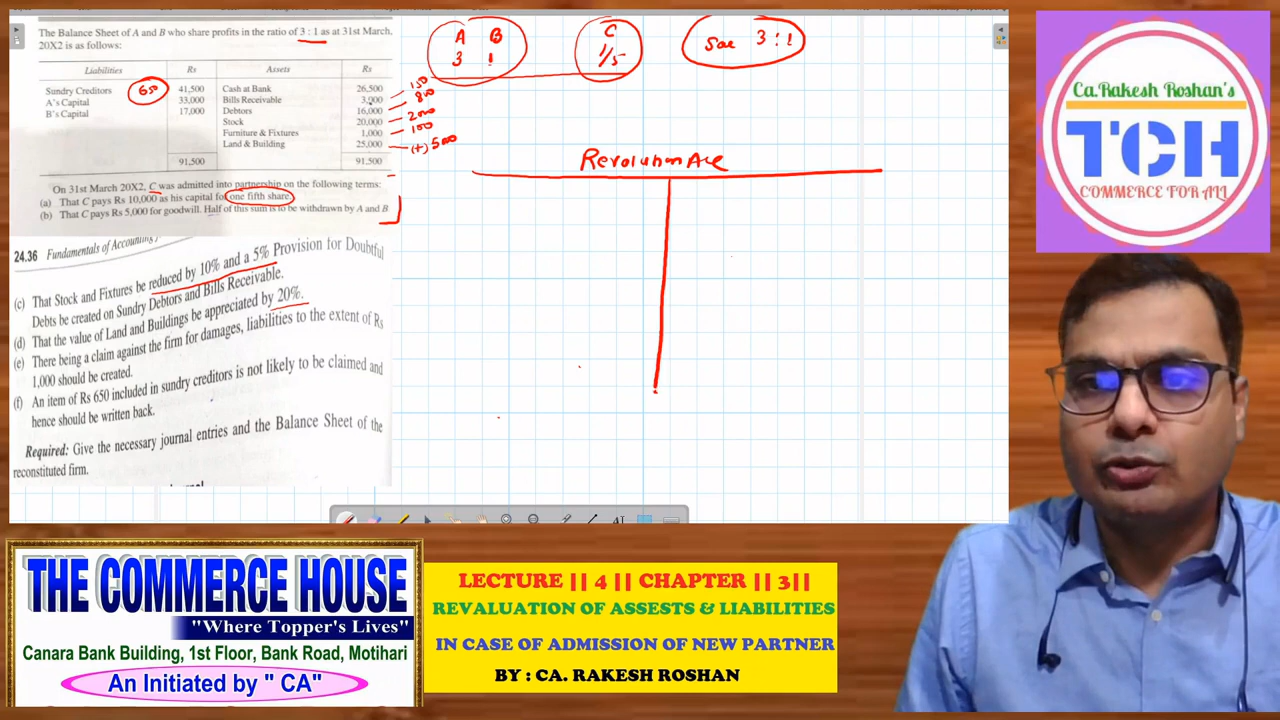 The Balance Sheet of A and B who share profits in the ratio of 3 : 1 as at 31st March,
20X2 is as follows:
Liabilities Rs Assets Rs
Sundry Creditors 650 41,500 Cash at Bank 26,500
A's Capital 33,000 Bills Receivable 3,000 150
B's Capital 17,000 Debtors 16,000 800
Stock 20,000 2000
Furniture & Fixtures 1,000 100
Land & Building 25,000 (+) 500
91,500 91,500
On 31st March 20X2, C was admitted into partnership on the following terms:
(a) That C pays Rs 10,000 as his capital for one fifth share.
(b) That C pays Rs 5,000 for goodwill. Half of this sum is to be withdrawn by A and B
24.36 Fundamentals of Accounting
(c) That Stock and Fixtures be reduced by 10% and a 5% Provision for Doubtful
Debts be created on Sundry Debtors and Bills Receivable.
(d) That the value of Land and Buildings be appreciated by 20%.
(e) There being a claim against the firm for damages, liabilities to the extent of Rs
1,000 should be created.
(f) An item of Rs 650 included in sundry creditors is not likely to be claimed and
hence should be written back.
Required: Give the necessary journal entries and the Balance Sheet of the
reconstituted firm.
A B C
3 1 1/5
3 : 1
Ca.Rakesh Roshan's
TCH
COMMERCE FOR ALL
THE COMMERCE HOUSE
"Where Topper's Lives"
Canara Bank Building, 1st Floor, Bank Road, Motihari
An Initiated by " CA"
LECTURE || 4 || CHAPTER || 3||
REVALUATION OF ASSESTS & LIABILITIES
IN CASE OF ADMISSION OF NEW PARTNER
BY : CA. RAKESH ROSHAN